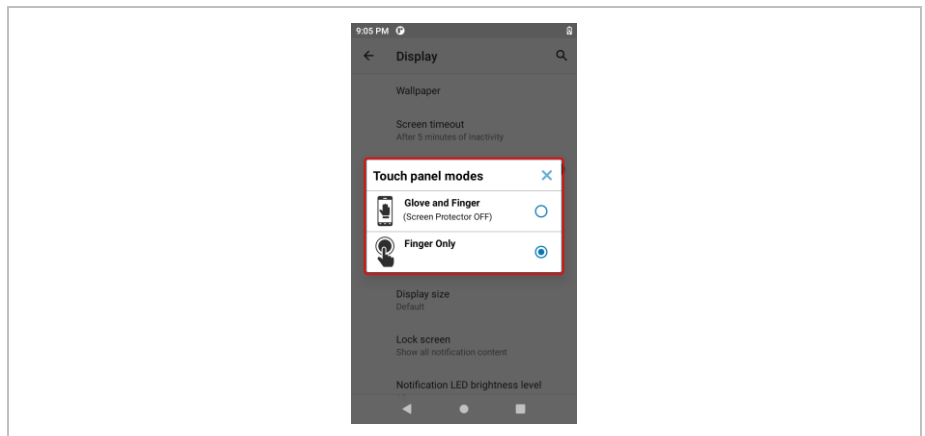 9:05 PM
Display
Wallpaper
Screen timeout
After 5 minutes of inactivity
Touch panel modes
Glove and Finger
(Screen Protector OFF)
Finger Only
Display size
Default
Lock screen
Show all notification content
Notification LED brightness level